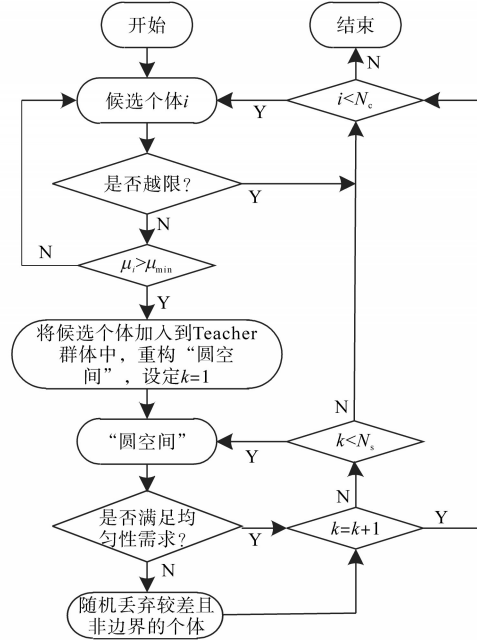 开始
结束
N
候选个体i
Y
i<Nc
是否越限?
Y
N
N
μi>μmin
Y
将候选个体加入到Teacher
群体中，重构“圆空
间”，设定k=1
N
“圆空间”
Y
k<Ns
N
是否满足均
匀性需求?
Y
k=k+1
Y
N
随机丢弃较差且
非边界的个体